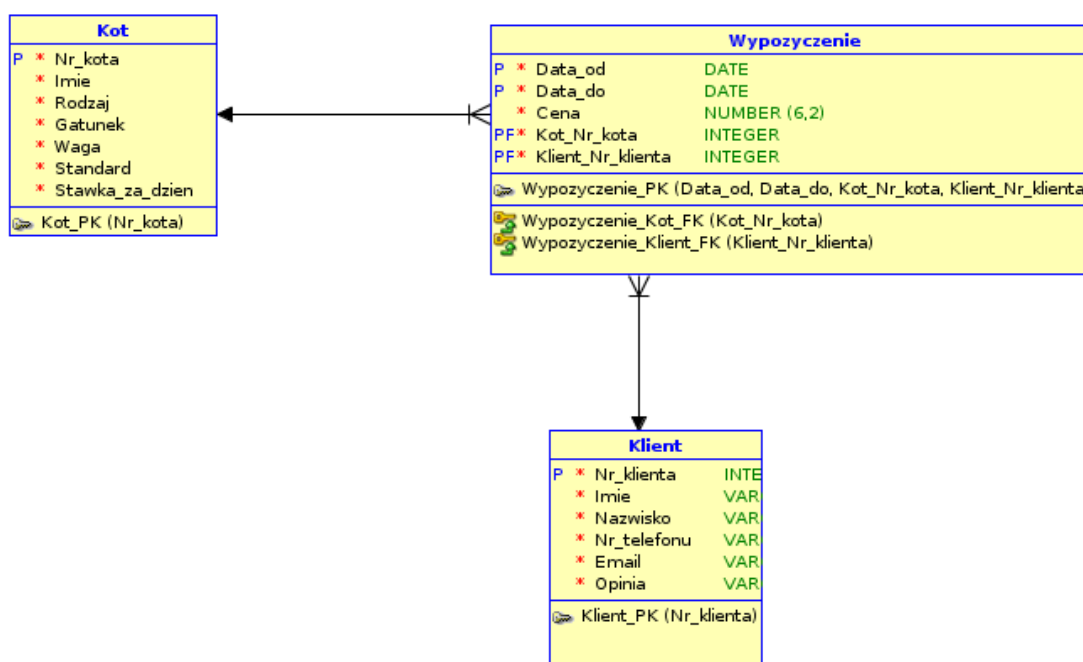 Kot
P * Nr_kota
* Imie
* Rodzaj
* Gatunek
* Waga
* Standard
* Stawka_za_dzien
Kot_PK (Nr_kota)
Wypozyczenie
P * Data_od DATE
P * Data_do DATE
* Cena NUMBER (6,2)
PF* Kot_Nr_kota INTEGER
PF* Klient_Nr_klienta INTEGER
Wypozyczenie_PK (Data_od, Data_do, Kot_Nr_kota, Klient_Nr_klienta
Wypozyczenie_Kot_FK (Kot_Nr_kota)
Wypozyczenie_Klient_FK (Klient_Nr_klienta)
Klient
P * Nr_klienta INTE
* Imie VAR
* Nazwisko VAR
* Nr_telefonu VAR
* Email VAR
* Opinia VAR
Klient_PK (Nr_klienta)